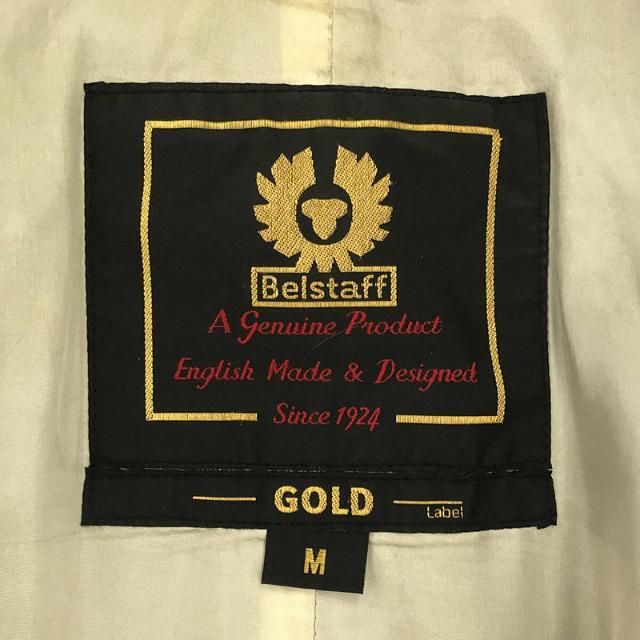 Belstaff
A Genuine Product
English Made & Designed
Since 1924
GOLD
Label
M